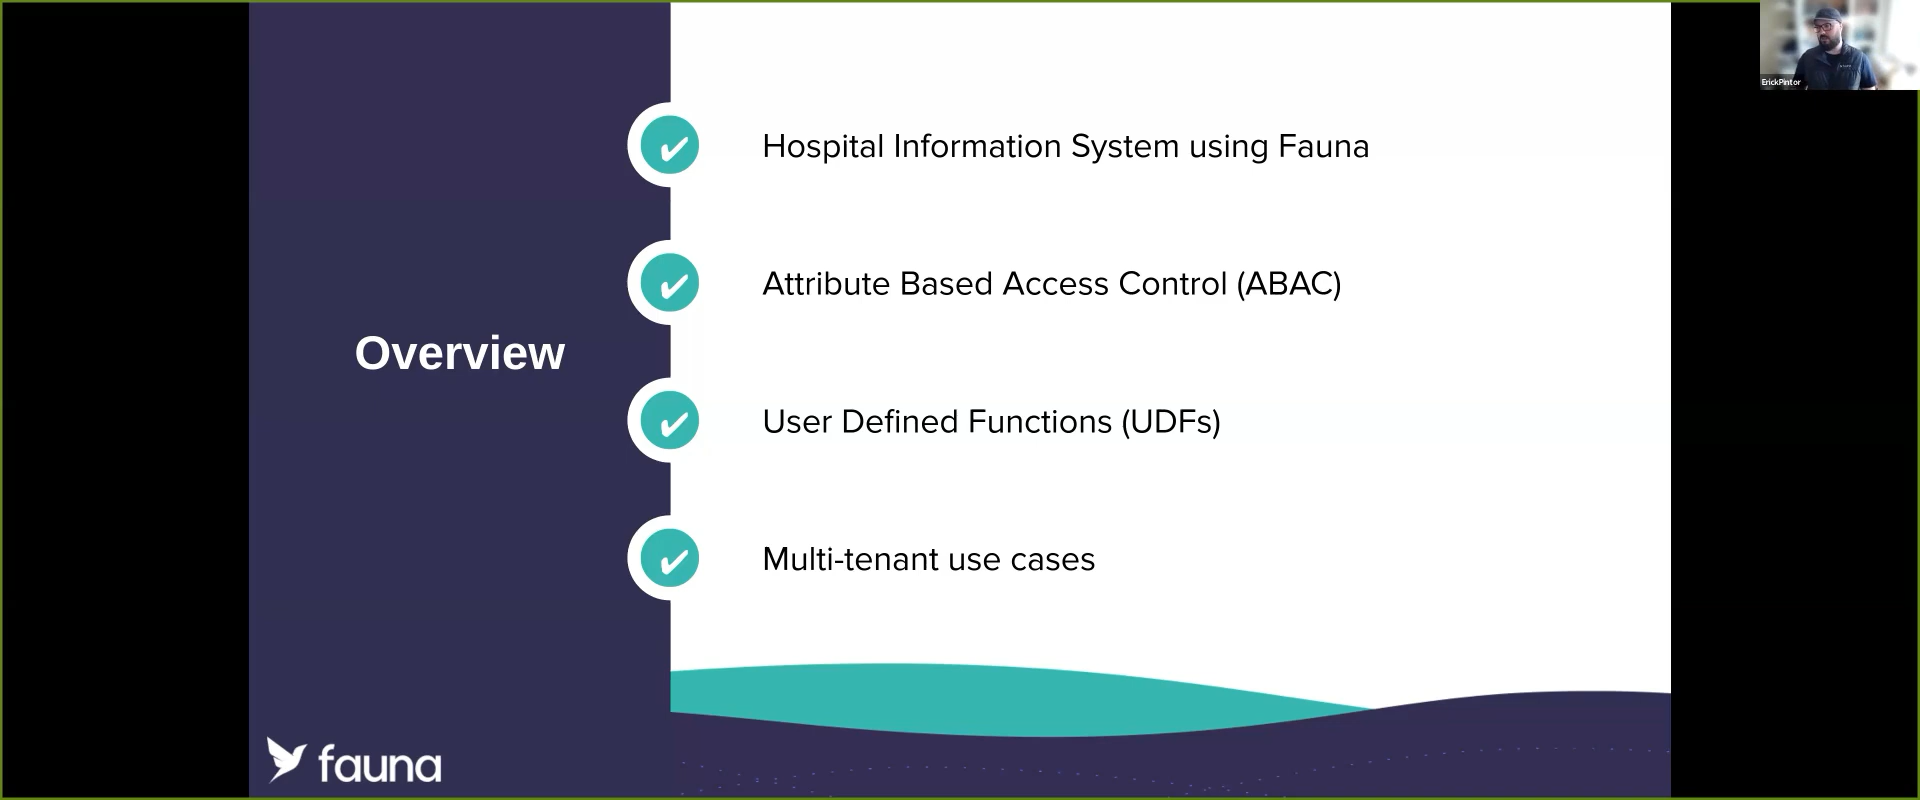 ErickPintor
Hospital Information System using Fauna
Attribute Based Access Control (ABAC)
Overview
User Defined Functions (UDFs)
Multi-tenant use cases
fauna